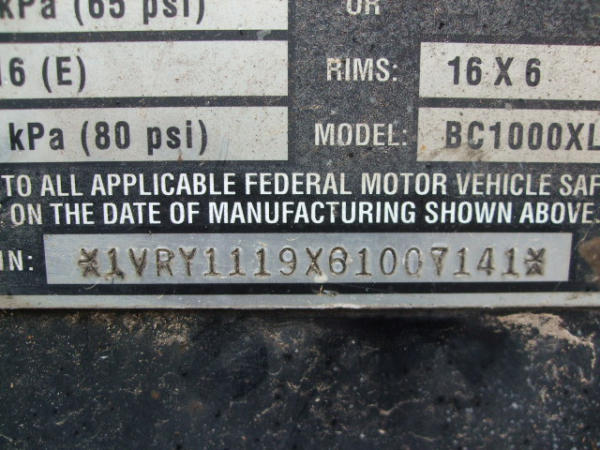 kPa (65 psi) OR
16 (E) RIMS: 16 X 6
kPa (80 psi) MODEL: BC1000XL
TO ALL APPLICABLE FEDERAL MOTOR VEHICLE SAF
ON THE DATE OF MANUFACTURING SHOWN ABOVE.
IN: *1VRY1119X61007141*